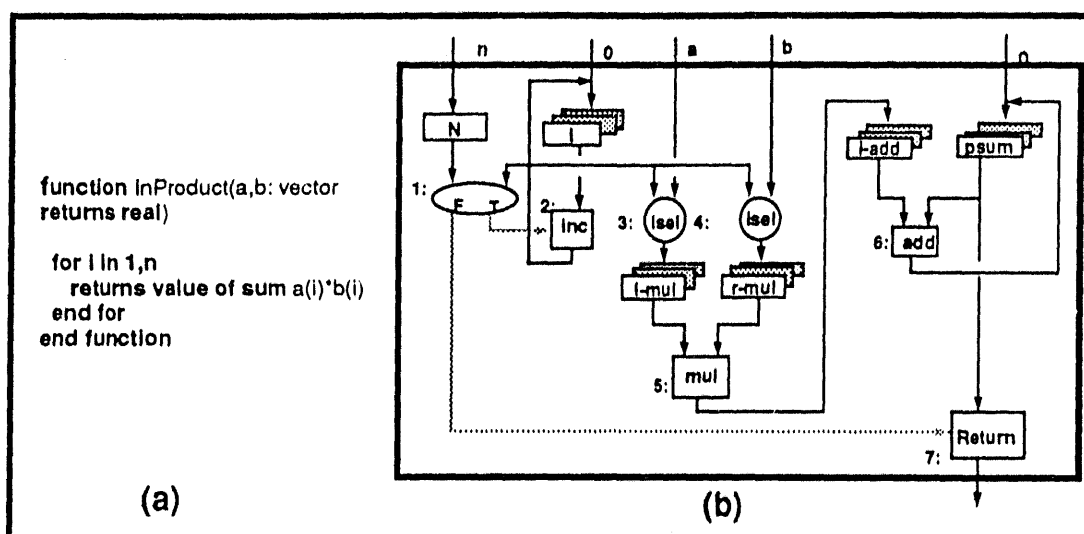 function InProduct(a,b: vector
returns real)
for i in 1,n
returns value of sum a(i)*b(i)
end for
end function
(a)
n
0
a
b
n
N
I
l-add
psum
1:
F T
2:
inc
3:
isel
4:
isel
6:
add
l-mul
r-mul
5:
mul
7:
Return
(b)